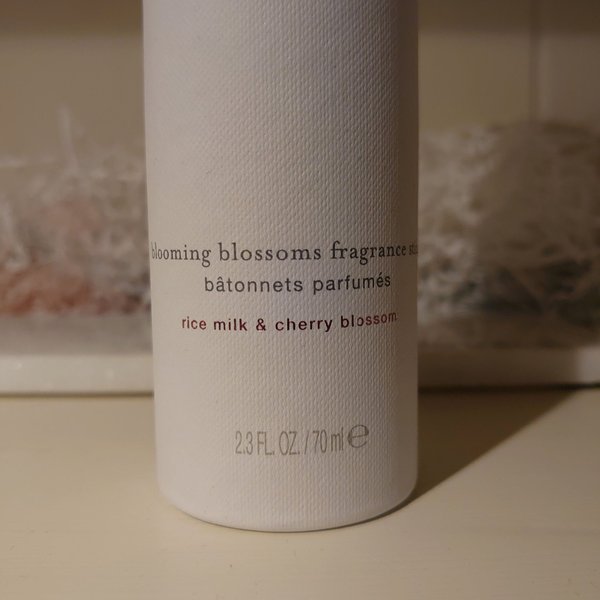 blooming blossoms fragrance
bâtonnets parfumés
rice milk & cherry blossom
2.3 FL. OZ. / 70 ml ℮